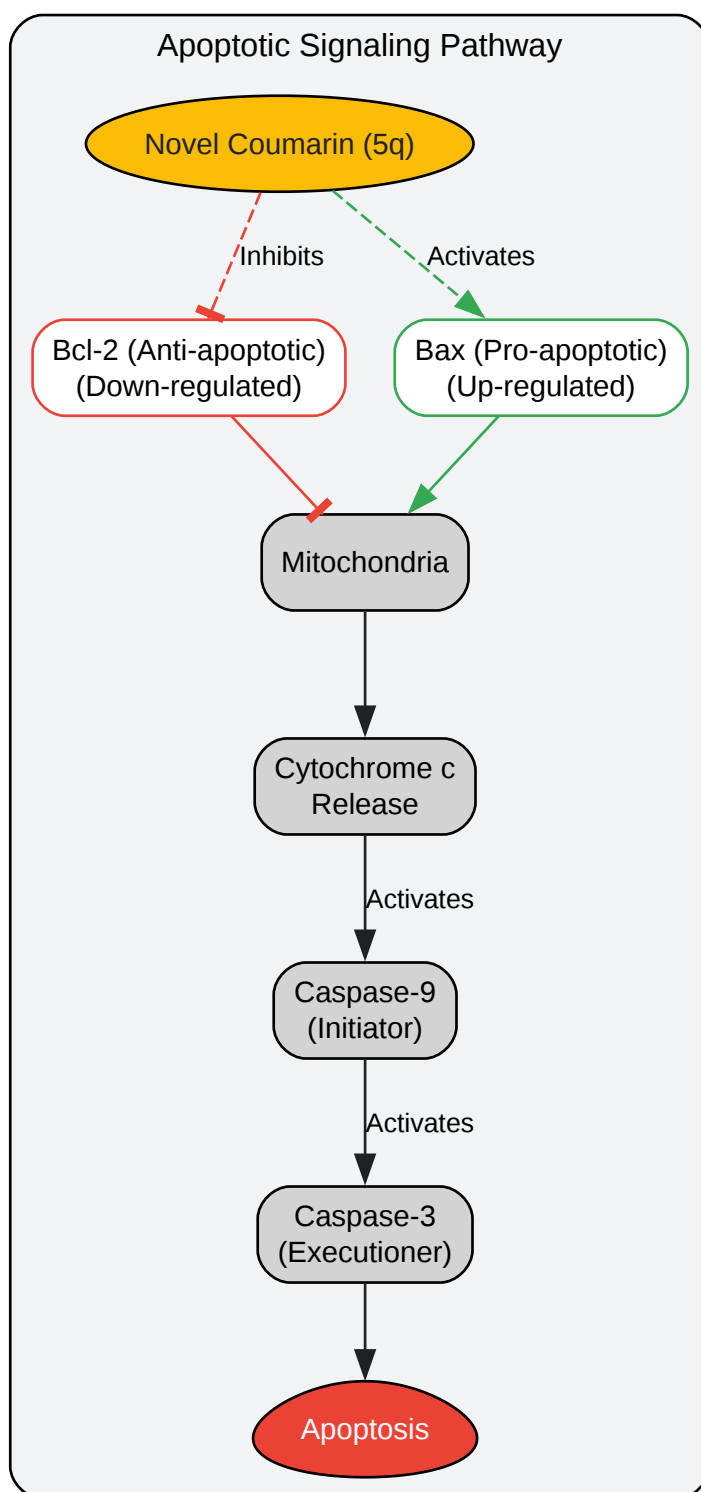 Apoptotic Signaling Pathway
Novel Coumarin (5q)
Inhibits
Activates
Bcl-2 (Anti-apoptotic)
(Down-regulated)
Bax (Pro-apoptotic)
(Up-regulated)
Mitochondria
Cytochrome c
Release
Activates
Caspase-9
(Initiator)
Activates
Caspase-3
(Executioner)
Apoptosis